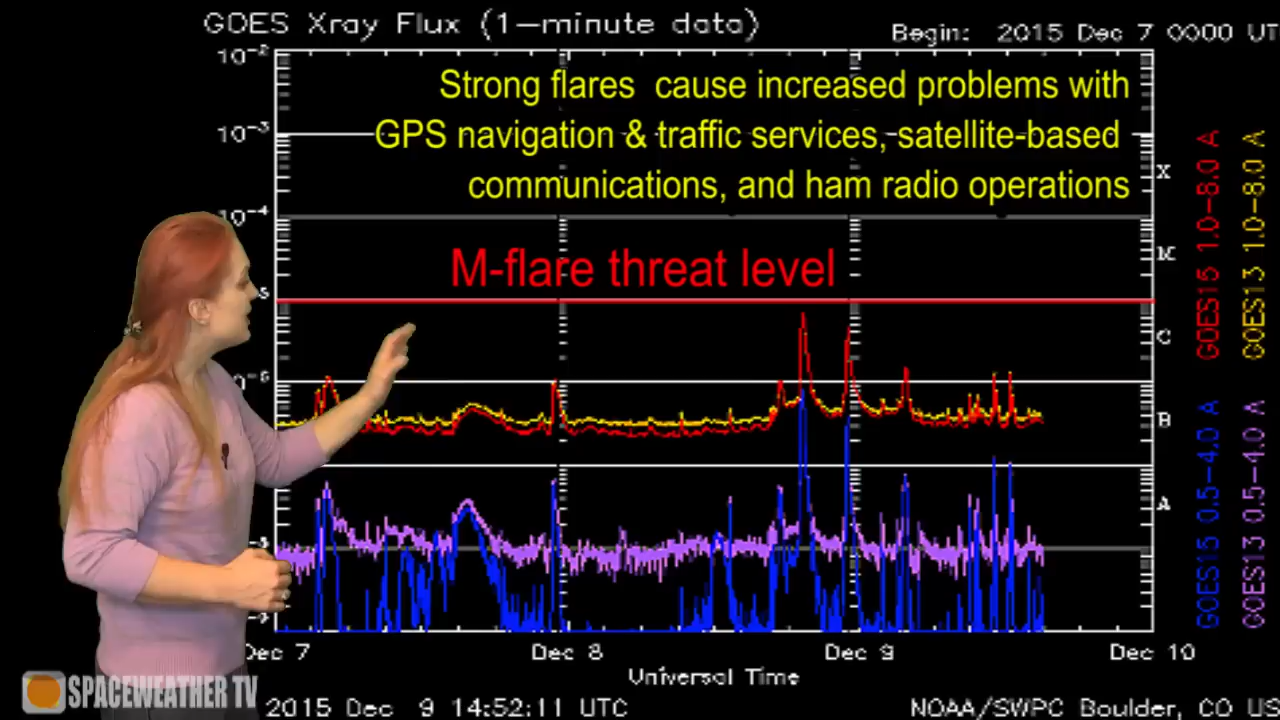 GOES Xray Flux (1-minute data)
Begin: 2015 Dec 7 0000 UT
10-2
Strong flares cause increased problems with
10-3
GPS navigation & traffic services, satellite-based
X
communications, and ham radio operations
10-4
M-flare threat level
M
C
B
A
GOES15 1.0-8.0 A
GOES13 1.0-8.0 A
GOES15 0.5-4.0 A
GOES13 0.5-4.0 A
Dec 7
Dec 8
Dec 9
Dec 10
Universal Time
SPACEWEATHER TV
2015 Dec 9 14:52:11 UTC
NOAA/SWPC Boulder, CO US